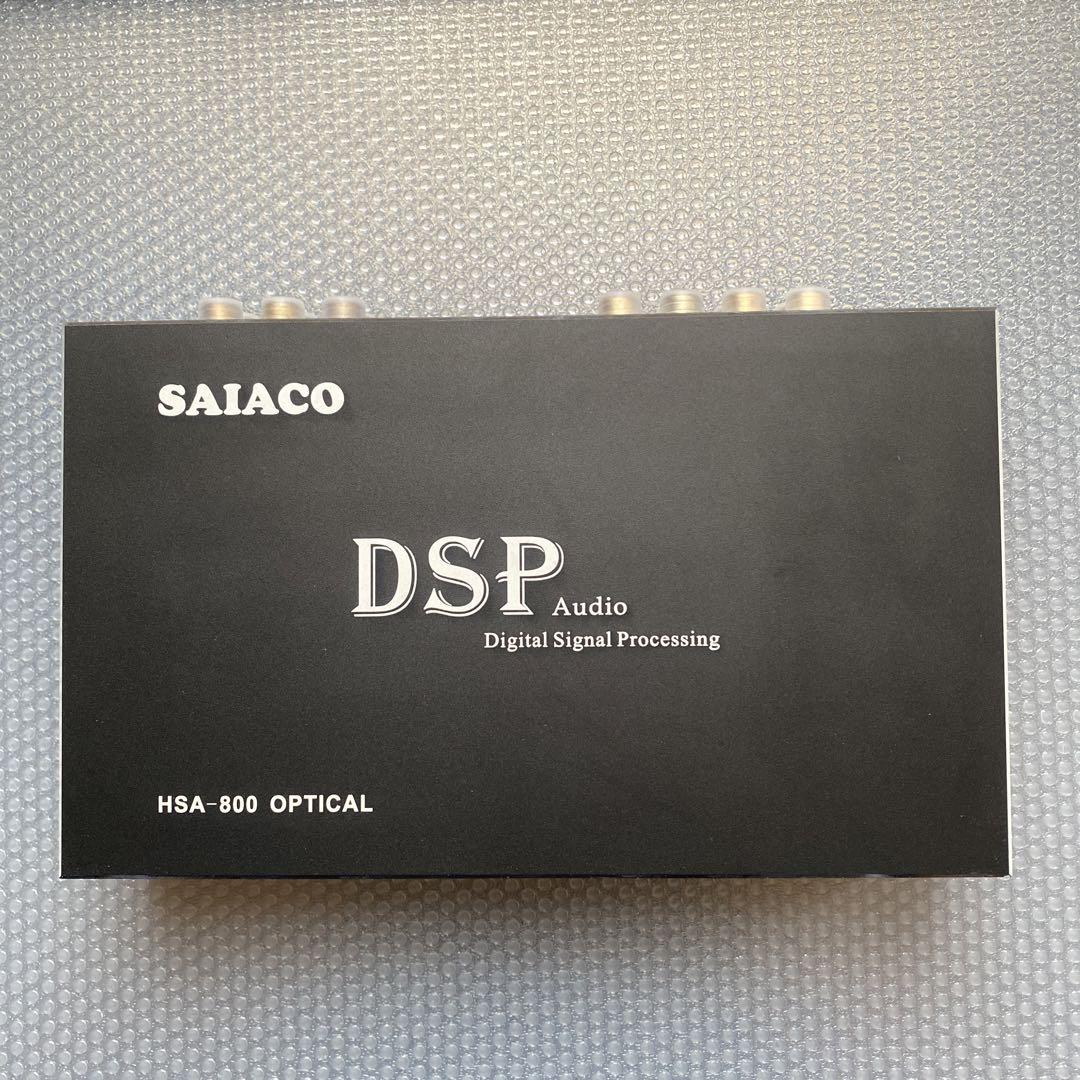 SAIACO
DSP Audio
Digital Signal Processing
HSA-800 OPTICAL